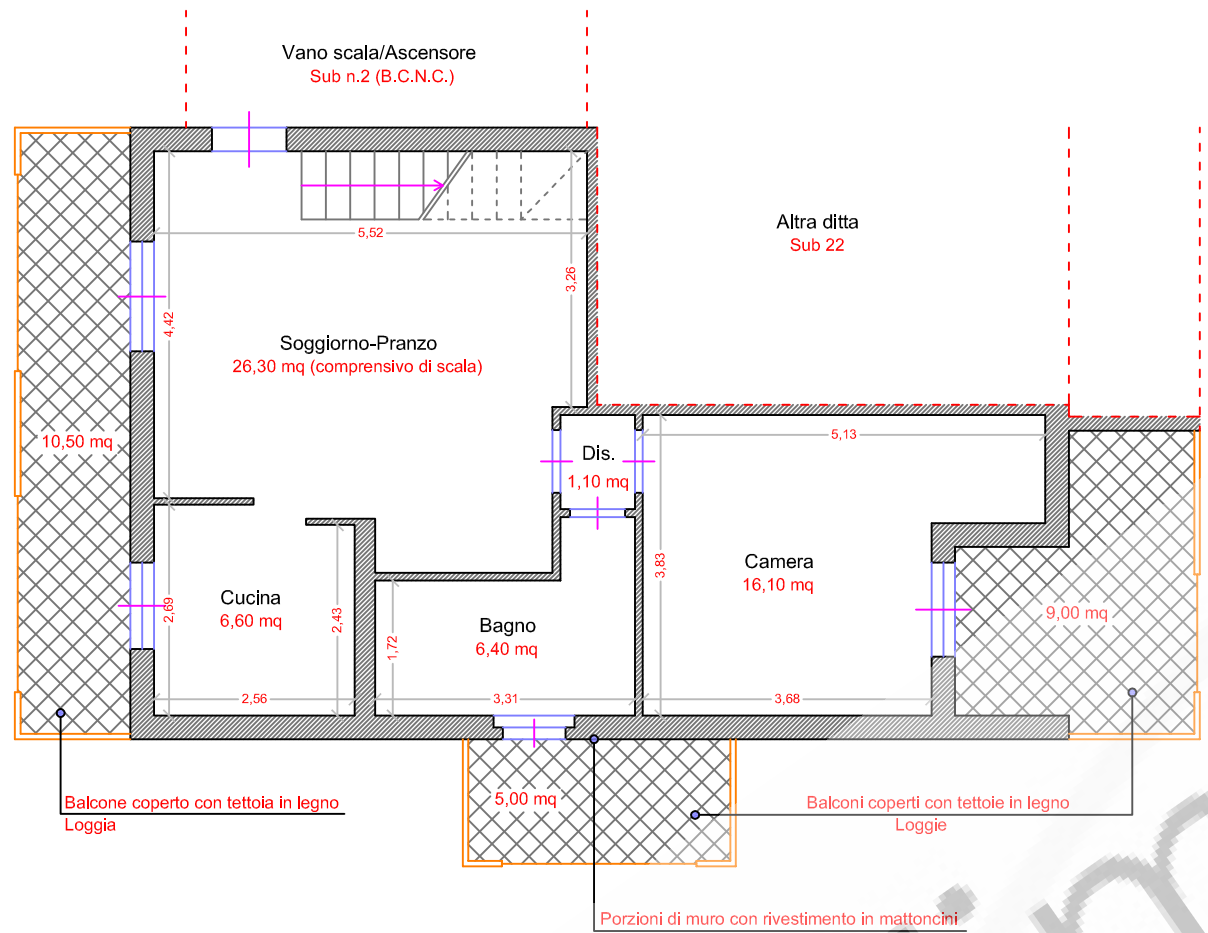 Vano scala/Ascensore
Sub n.2 (B.C.N.C.)
Altra ditta
Sub 22
5,52
3,26
4,42
Soggiorno-Pranzo
26,30 mq (comprensivo di scala)
10,50 mq
5,13
Dis.
1,10 mq
3,83
Camera
16,10 mq
9,00 mq
Cucina
6,60 mq
2,69
2,43
1,72
Bagno
6,40 mq
2,56
3,31
3,68
5,00 mq
Balcone coperto con tettoia in legno
Loggia
Balconi coperti con tettoie in legno
Loggie
Porzioni di muro con rivestimento in mattoncini